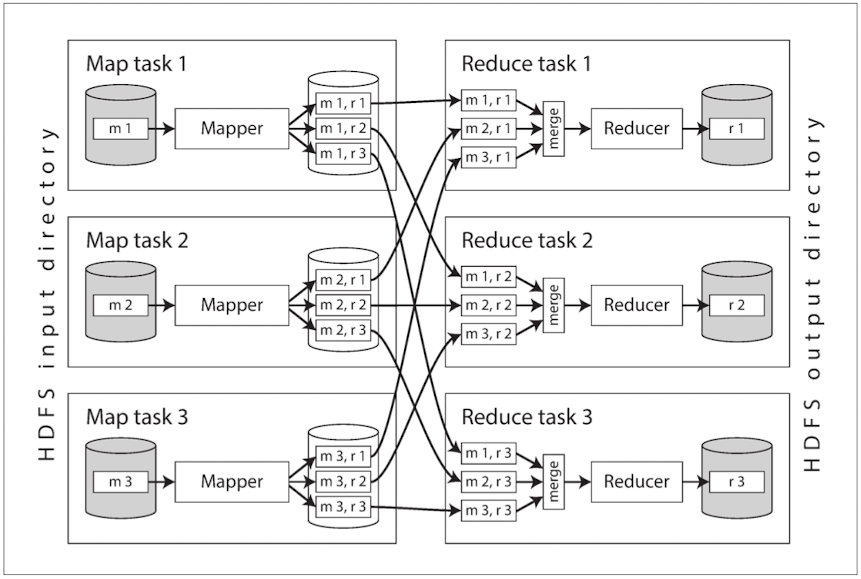 HDFS input directory
Map task 1
m 1
Mapper
m 1, r 1
m 1, r 2
m 1, r 3
Map task 2
m 2
Mapper
m 2, r 1
m 2, r 2
m 2, r 3
Map task 3
m 3
Mapper
m 3, r 1
m 3, r 2
m 3, r 3
Reduce task 1
m 1, r 1
m 2, r 1
m 3, r 1
merge
Reducer
r 1
Reduce task 2
m 1, r 2
m 2, r 2
m 3, r 2
merge
Reducer
r 2
Reduce task 3
m 1, r 3
m 2, r 3
m 3, r 3
merge
Reducer
r 3
HDFS output directory